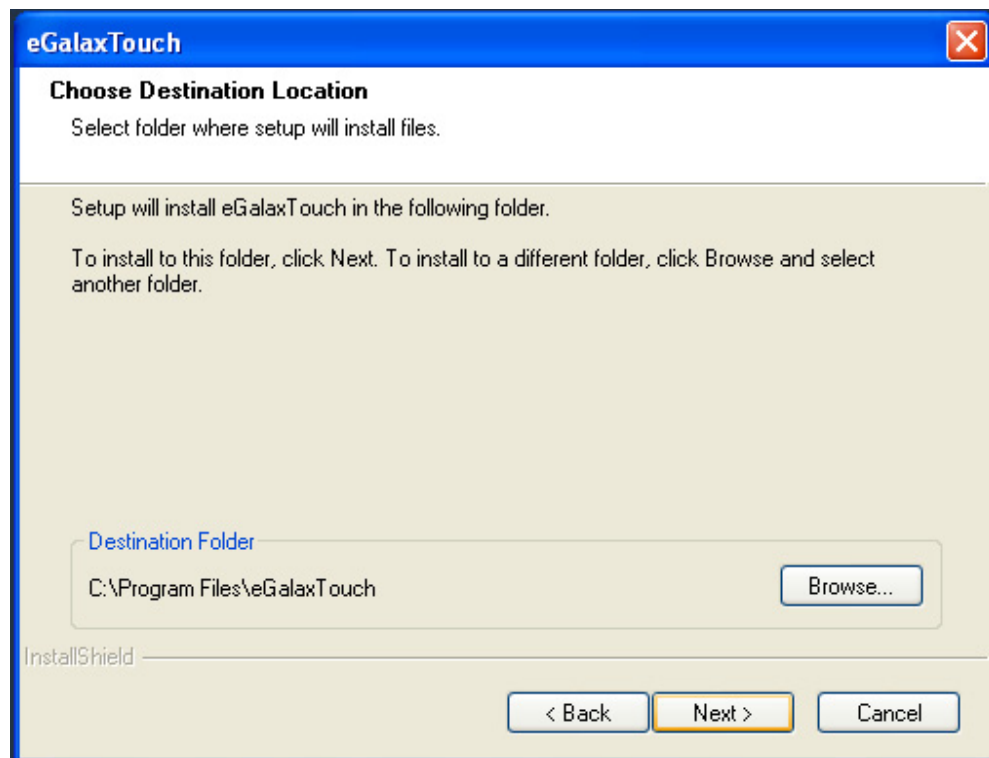 eGalaxTouch
Choose Destination Location
Select folder where setup will install files.
Setup will install eGalaxTouch in the following folder.
To install to this folder, click Next. To install to a different folder, click Browse and select
another folder.
Destination Folder
C:\Program Files\eGalaxTouch
Browse...
InstallShield
< Back
Next >
Cancel